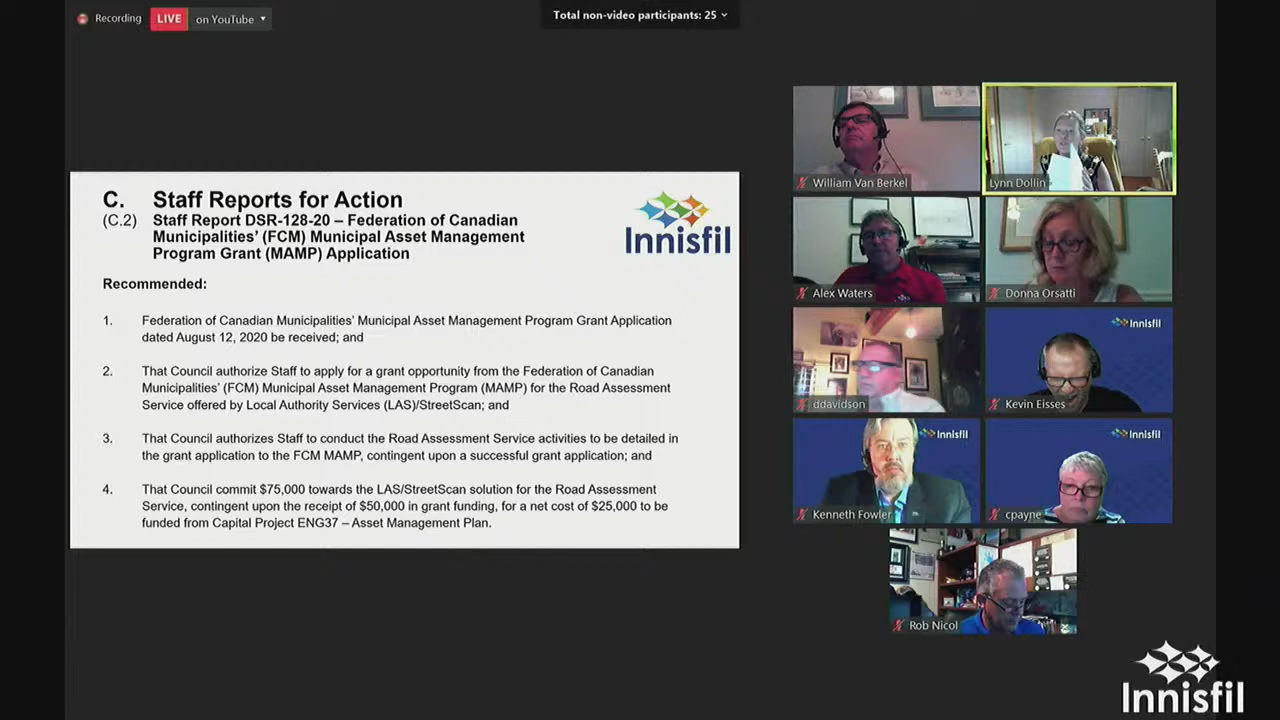 Recording
LIVE on YouTube
Total non-video participants: 25
C. Staff Reports for Action
(C.2) Staff Report DSR-128-20 – Federation of Canadian
Municipalities' (FCM) Municipal Asset Management
Program Grant (MAMP) Application
Innisfil
Recommended:
1. Federation of Canadian Municipalities' Municipal Asset Management Program Grant Application
dated August 12, 2020 be received; and
2. That Council authorize Staff to apply for a grant opportunity from the Federation of Canadian
Municipalities' (FCM) Municipal Asset Management Program (MAMP) for the Road Assessment
Service offered by Local Authority Services (LAS)/StreetScan; and
3. That Council authorizes Staff to conduct the Road Assessment Service activities to be detailed in
the grant application to the FCM MAMP, contingent upon a successful grant application; and
4. That Council commit $75,000 towards the LAS/StreetScan solution for the Road Assessment
Service, contingent upon the receipt of $50,000 in grant funding, for a net cost of $25,000 to be
funded from Capital Project ENG37 – Asset Management Plan.
William Van Berkel
Lynn Dollin
Alex Waters
Donna Orsatti
ddavidson
Innisfil
Kevin Eisses
Innisfil
Kenneth Fowler
Innisfil
cpayne
Rob Nicol
Innisfil